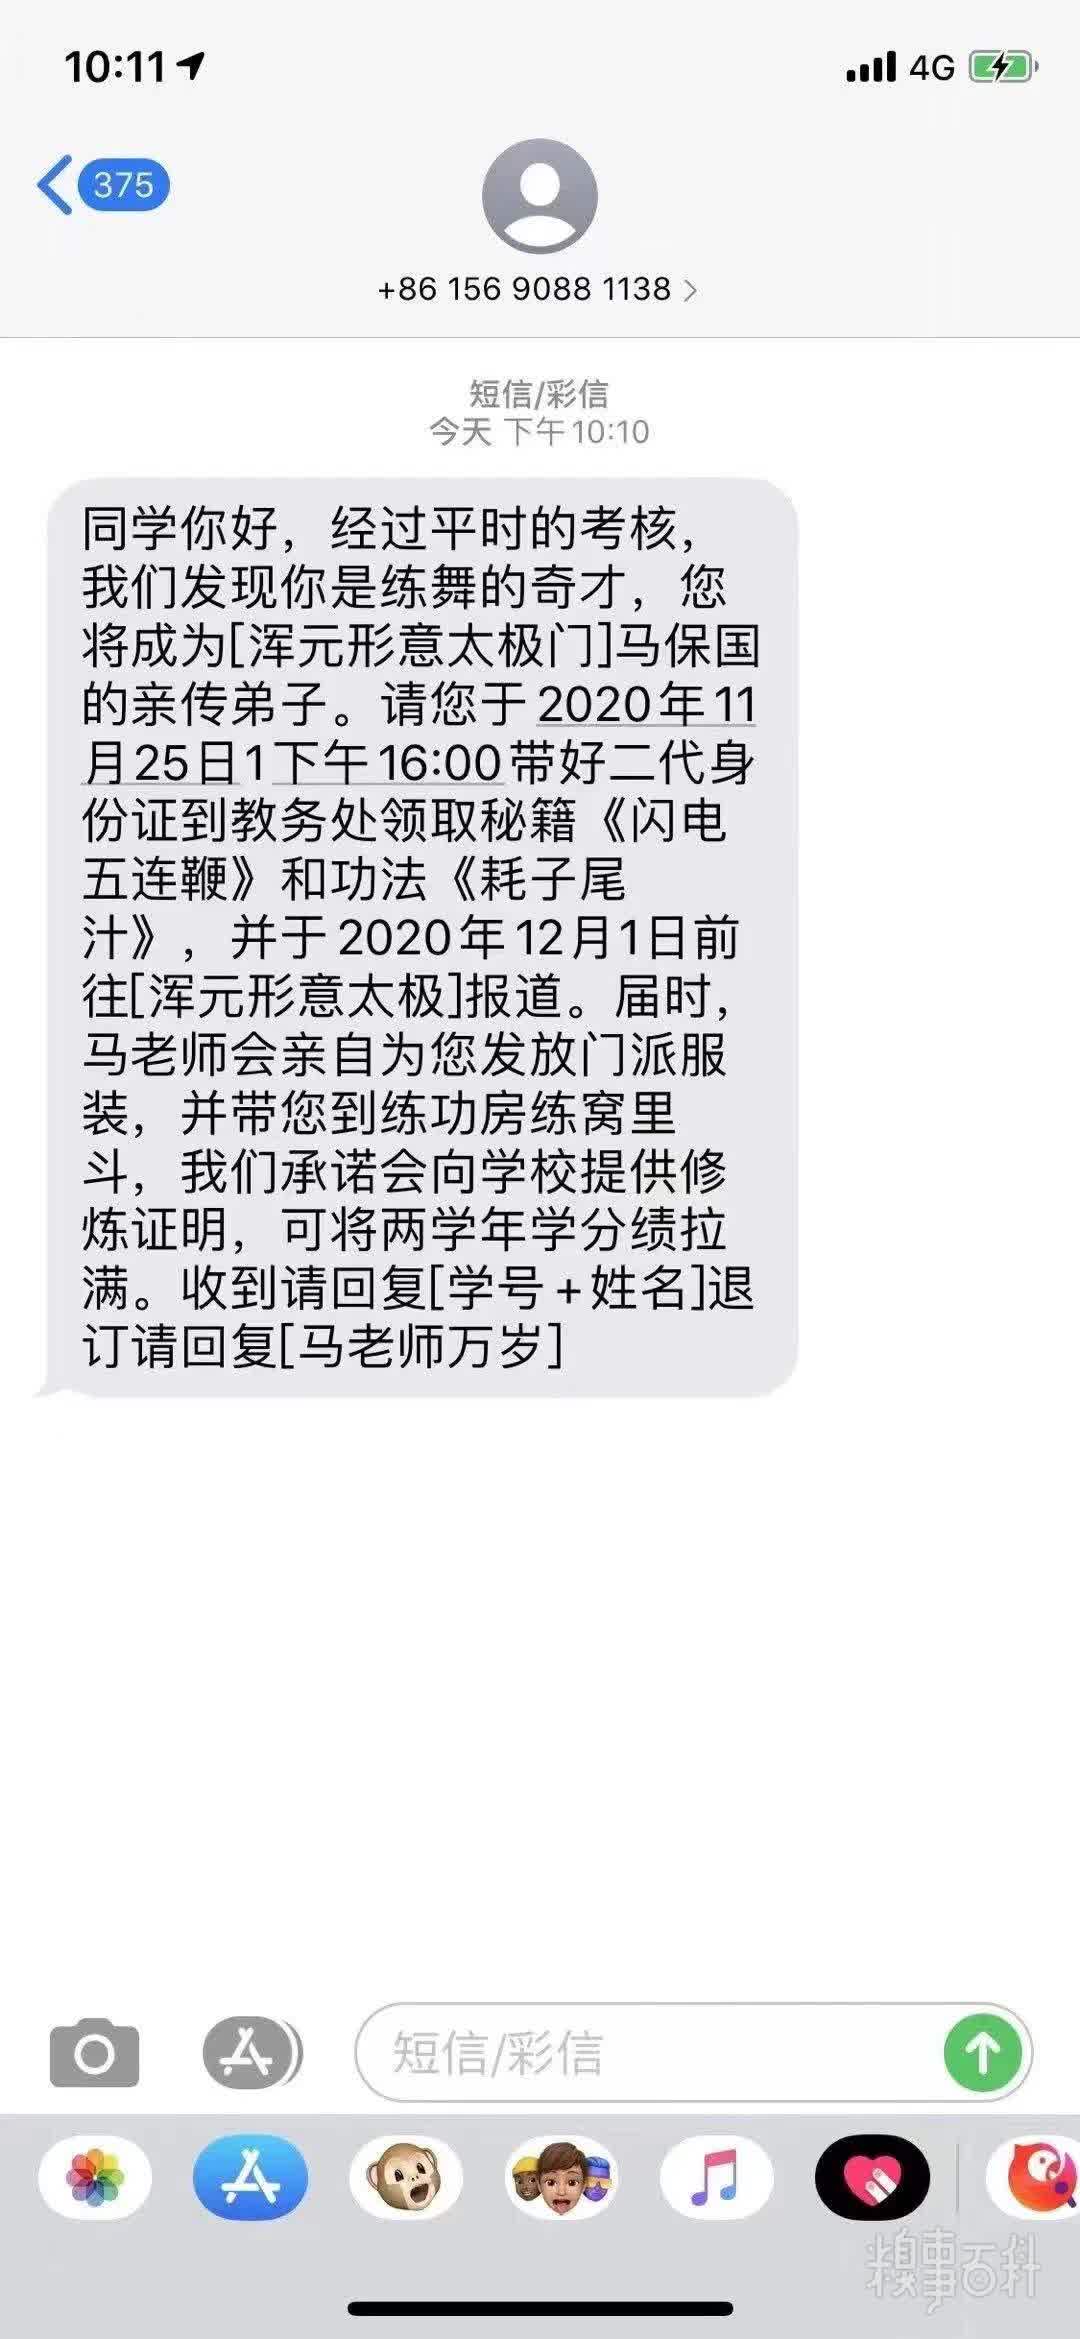 10:11
4G
375
+86 156 9088 1138
短信/彩信
今天 下午10:10
同学你好，经过平时的考核，
我们发现你是练舞的奇才，您
将成为[浑元形意太极门]马保国
的亲传弟子。请您于2020年11
月25日1下午16:00带好二代身
份证到教务处领取秘籍《闪电
五连鞭》和功法《耗子尾
汁》，并于2020年12月1日前
往[浑元形意太极]报道。届时，
马老师会亲自为您发放门派服
装，并带您到练功房练窝里
斗，我们承诺会向学校提供修
炼证明，可将两学年学分绩拉
满。收到请回复[学号+姓名]退
订请回复[马老师万岁]
短信/彩信
糗事百科